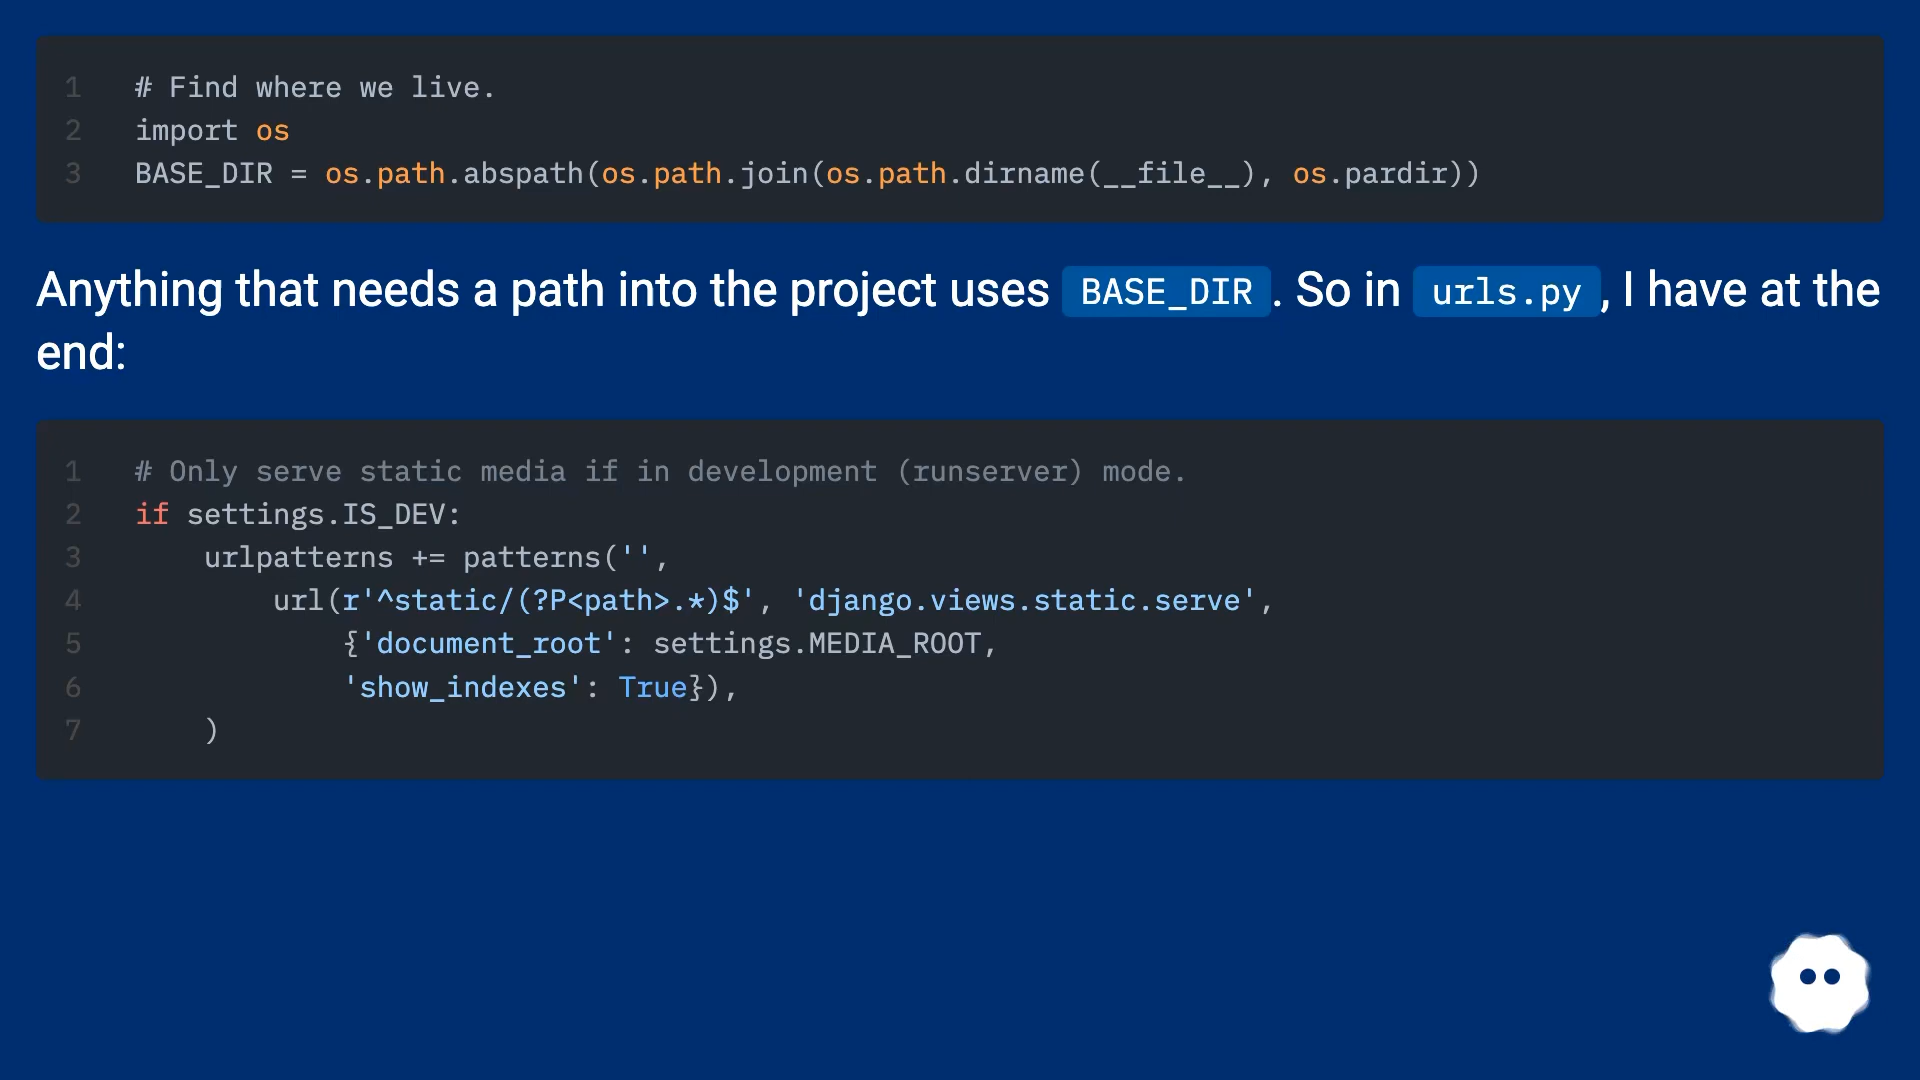 1 # Find where we live.
2 import os
3 BASE_DIR = os.path.abspath(os.path.join(os.path.dirname(__file__), os.pardir))
Anything that needs a path into the project uses BASE_DIR. So in urls.py, I have at the
end:
1 # Only serve static media if in development (runserver) mode.
2 if settings.IS_DEV:
3     urlpatterns += patterns('',
4         url(r'^static/(?P<path>.*)$', 'django.views.static.serve',
5             {'document_root': settings.MEDIA_ROOT,
6             'show_indexes': True}),
7     )